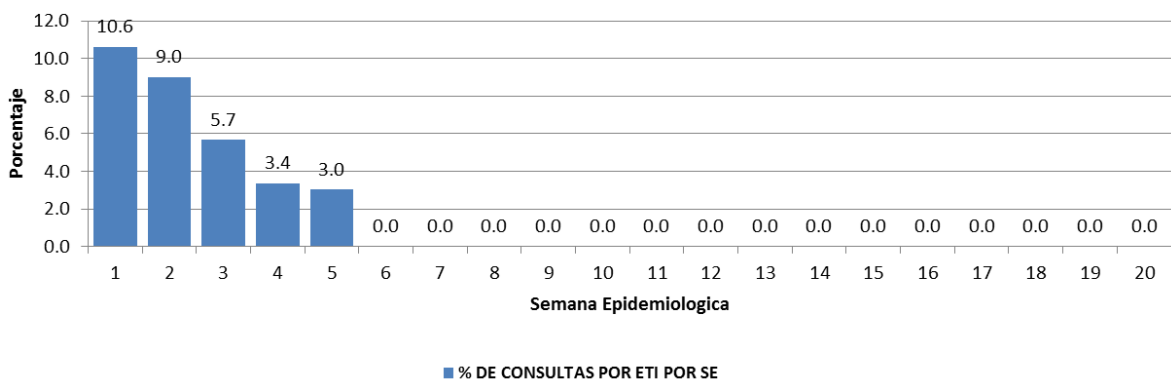 12.0
10.6
10.0
9.0
8.0
5.7
6.0
4.0
3.4
3.0
2.0
0.0 0.0 0.0 0.0 0.0 0.0 0.0 0.0 0.0 0.0 0.0 0.0 0.0 0.0 0.0
0.0
Porcentaje
1 2 3 4 5 6 7 8 9 10 11 12 13 14 15 16 17 18 19 20
Semana Epidemiologica
% DE CONSULTAS POR ETI POR SE